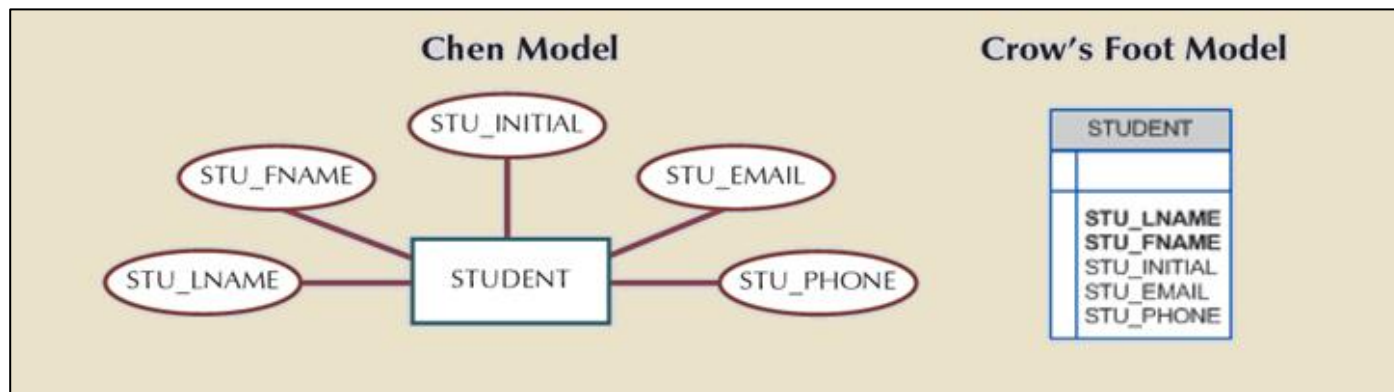 Chen Model
STU_INITIAL
STU_FNAME
STU_EMAIL
STU_LNAME
STUDENT
STU_PHONE
Crow's Foot Model
STUDENT
STU_LNAME
STU_FNAME
STU_INITIAL
STU_EMAIL
STU_PHONE